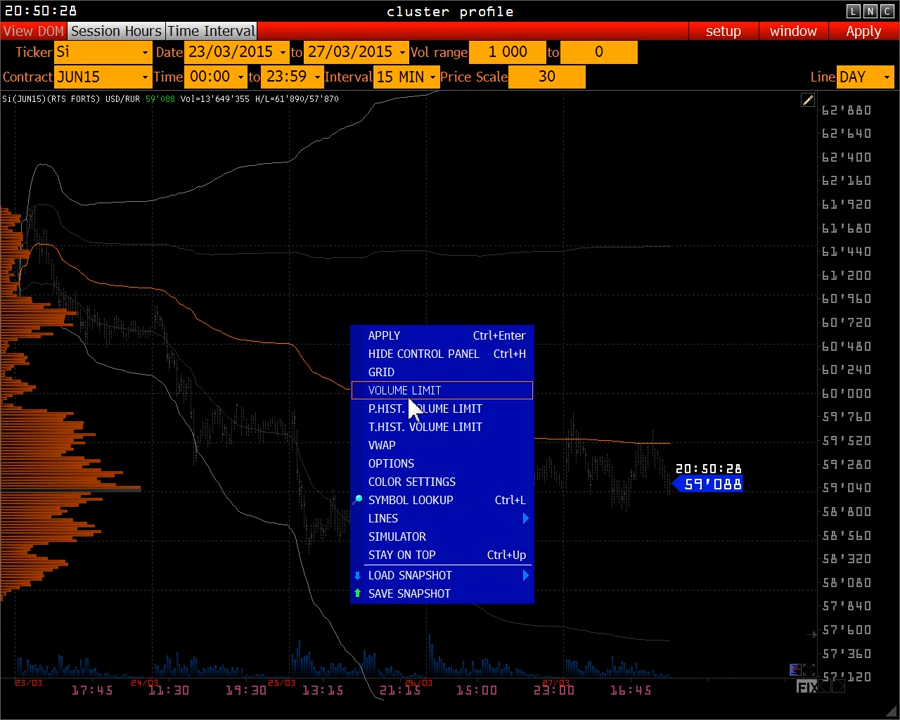 20:50:28 cluster profile L N C
View DOM Session Hours Time Interval setup window Apply
Ticker Si Date 23/03/2015 to 27/03/2015 Vol range 1 000 to 0
Contract JUN15 Time 00:00 to 23:59 Interval 15 MIN Price Scale 30 Line DAY
Si(JUN15)(RTS FORTS) USD/RUR 59'088 Vol=13'649'355 H/L=61'890/57'870
62'880
62'640
62'400
62'160
61'920
61'680
61'440
61'200
60'960
60'720
60'480
60'240
60'000
59'760
59'520
59'280
59'040
58'800
58'560
58'320
58'080
57'840
57'600
57'360
57'120
APPLY Ctrl+Enter
HIDE CONTROL PANEL Ctrl+H
GRID
VOLUME LIMIT
P.HIST. VOLUME LIMIT
T.HIST. VOLUME LIMIT
VWAP
OPTIONS
COLOR SETTINGS
SYMBOL LOOKUP Ctrl+L
LINES
SIMULATOR
STAY ON TOP Ctrl+Up
LOAD SNAPSHOT
SAVE SNAPSHOT
20:50:28
59'088
23/03 24/03 25/03 26/03 27/03
17:45 11:30 19:30 13:15 21:15 15:00 23:00 16:45 FIX